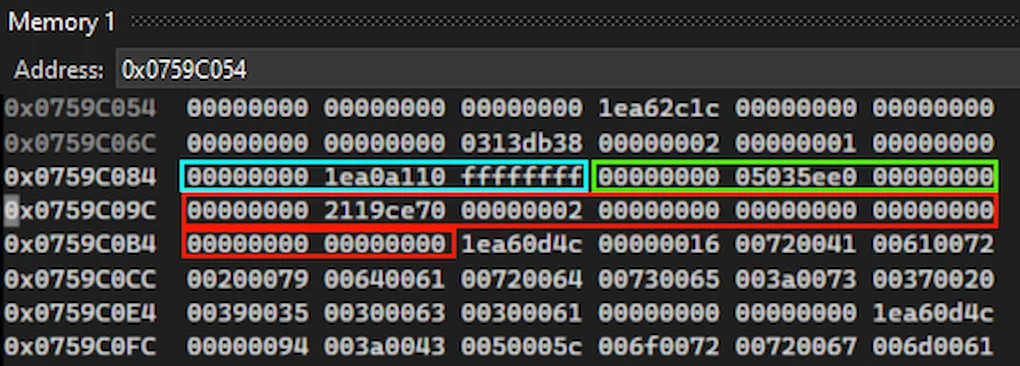 Memory 1
Address: 0x0759C054
0x0759C054 00000000 00000000 00000000 1ea62c1c 00000000 00000000
0x0759C06C 00000000 00000000 0313db38 00000002 00000001 00000000
0x0759C084 00000000 1ea0a110 ffffffff 00000000 05035ee0 00000000
0x0759C09C 00000000 2119ce70 00000002 00000000 00000000 00000000
0x0759C0B4 00000000 00000000 1ea60d4c 00000016 00720041 00610072
0x0759C0CC 00200079 00640061 00720064 00730065 003a0073 00370020
0x0759C0E4 00390035 00300063 00300061 00000000 00000000 1ea60d4c
0x0759C0FC 00000094 003a0043 0050005c 006f0072 00720067 006d0061